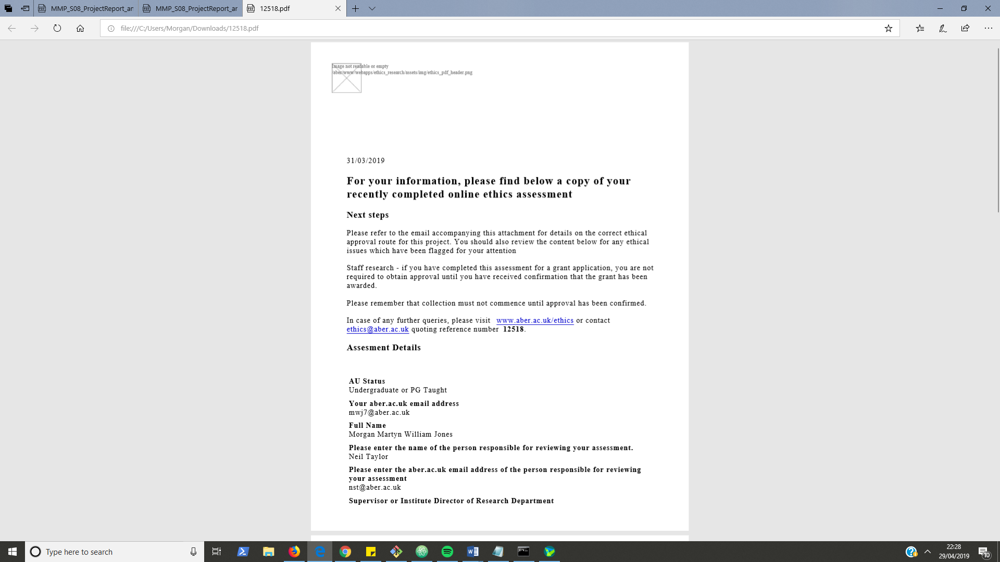 MMP_S08_ProjectReport_an
MMP_S08_ProjectReport_ar
12518.pdf
file:///C:/Users/Morgan/Downloads/12518.pdf
Image not readable or empty
/aber/www/webapps/ethics_research/assets/img/ethics_pdf_header.png
31/03/2019
For your information, please find below a copy of your
recently completed online ethics assessment
Next steps
Please refer to the email accompanying this attachment for details on the correct ethical
approval route for this project. You should also review the content below for any ethical
issues which have been flagged for your attention
Staff research - if you have completed this assessment for a grant application, you are not
required to obtain approval until you have received confirmation that the grant has been
awarded.
Please remember that collection must not commence until approval has been confirmed.
In case of any further queries, please visit www.aber.ac.uk/ethics or contact
ethics@aber.ac.uk quoting reference number 12518.
Assesment Details
AU Status
Undergraduate or PG Taught
Your aber.ac.uk email address
mwj7@aber.ac.uk
Full Name
Morgan Martyn William Jones
Please enter the name of the person responsible for reviewing your assessment.
Neil Taylor
Please enter the aber.ac.uk email address of the person responsible for reviewing
your assessment
nst@aber.ac.uk
Supervisor or Institute Director of Research Department
Type here to search
22:28
29/04/2019
10